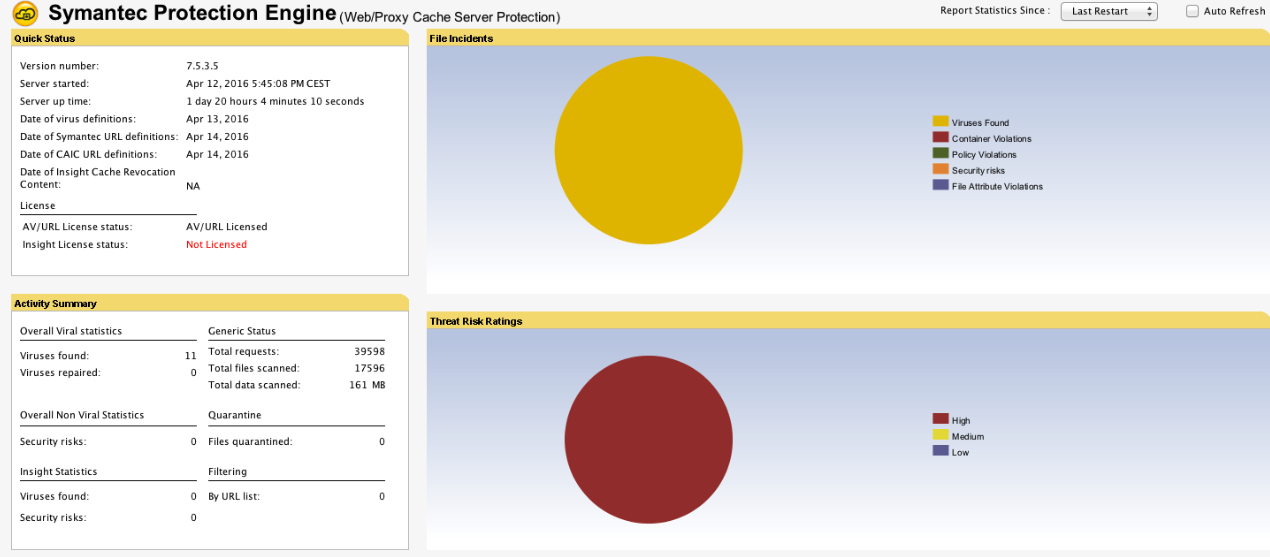 Symantec Protection Engine (Web/Proxy Cache Server Protection)
Report Statistics Since : Last Restart Auto Refresh
Quick Status
Version number: 7.5.3.5
Server started: Apr 12, 2016 5:45:08 PM CEST
Server up time: 1 day 20 hours 4 minutes 10 seconds
Date of virus definitions: Apr 13, 2016
Date of Symantec URL definitions: Apr 14, 2016
Date of CAIC URL definitions: Apr 14, 2016
Date of Insight Cache Revocation
Content: NA
License
AV/URL License status: AV/URL Licensed
Insight License status: Not Licensed
File Incidents
Viruses Found
Container Violations
Policy Violations
Security risks
File Attribute Violations
Activity Summary
Overall Viral statistics
Viruses found: 11
Viruses repaired: 0
Generic Status
Total requests: 39598
Total files scanned: 17596
Total data scanned: 161 MB
Overall Non Viral Statistics
Security risks: 0
Quarantine
Files quarantined: 0
Insight Statistics
Viruses found: 0
Security risks: 0
Filtering
By URL list: 0
Threat Risk Ratings
High
Medium
Low